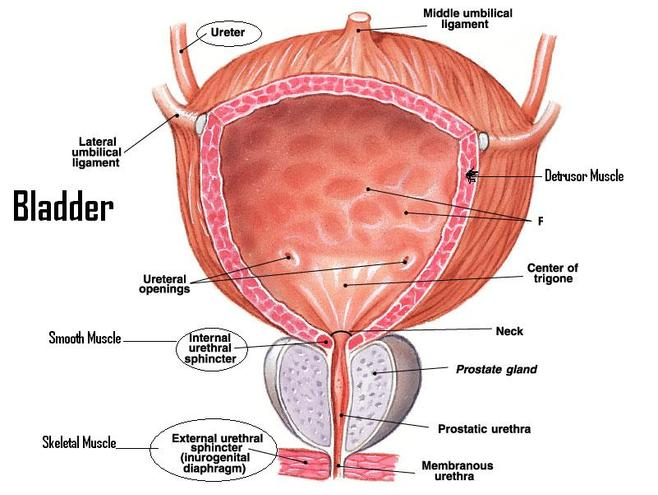 Middle umbilical
ligament
Ureter
Lateral
umbilical
ligament
Detrusor Muscle
Bladder
F
Ureteral
openings
Center of
trigone
Smooth Muscle
Internal
urethral
sphincter
Neck
Prostate gland
Prostatic urethra
Skeletal Muscle
External urethral
sphincter
(inurogenital
diaphragm)
Membranous
urethra